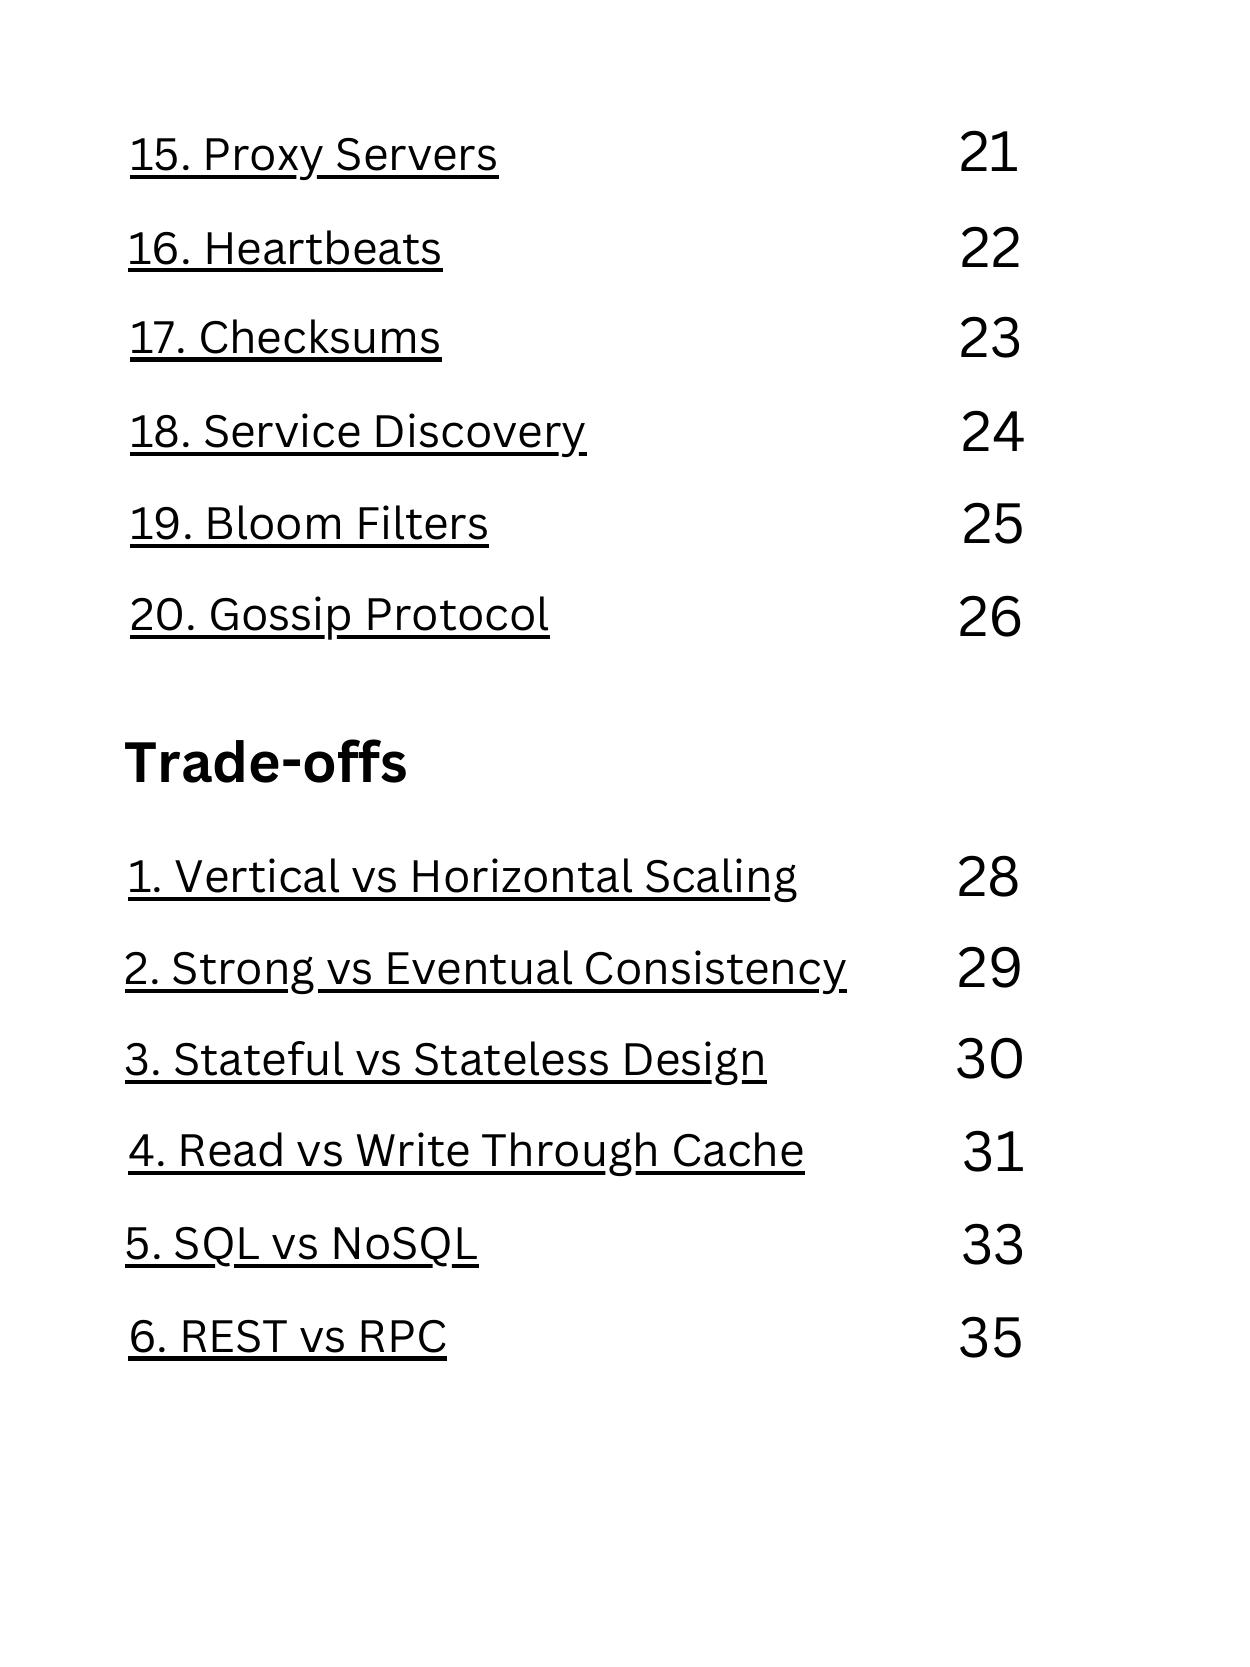 15. Proxy Servers 21
16. Heartbeats 22
17. Checksums 23
18. Service Discovery 24
19. Bloom Filters 25
20. Gossip Protocol 26
Trade-offs
1. Vertical vs Horizontal Scaling 28
2. Strong vs Eventual Consistency 29
3. Stateful vs Stateless Design 30
4. Read vs Write Through Cache 31
5. SQL vs NoSQL 33
6. REST vs RPC 35